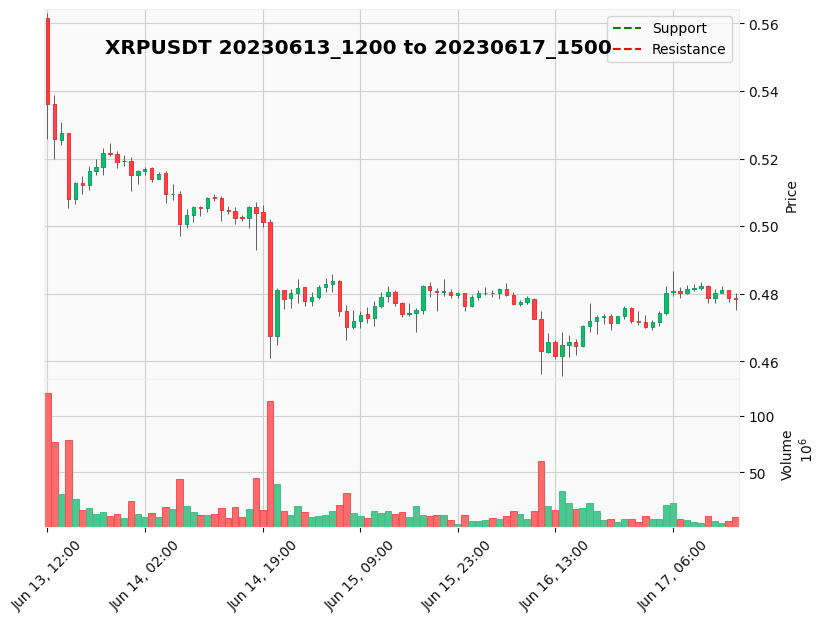 XRPUSDT 20230613_1200 to 20230617_1500
Support
Resistance
0.56
0.54
0.52
0.50
0.48
0.46
Price
100
50
Volume
10^6
Jun 13, 12:00
Jun 14, 02:00
Jun 14, 19:00
Jun 15, 09:00
Jun 15, 23:00
Jun 16, 13:00
Jun 17, 06:00